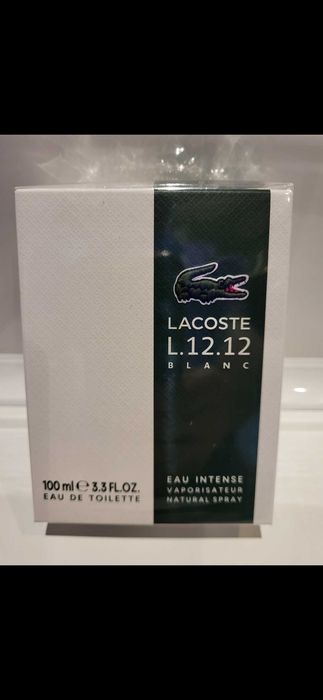 LACOSTE
L.12.12
BLANC
100 ml ℮ 3.3 FL.OZ.
EAU DE TOILETTE
EAU INTENSE
VAPORISATEUR
NATURAL SPRAY